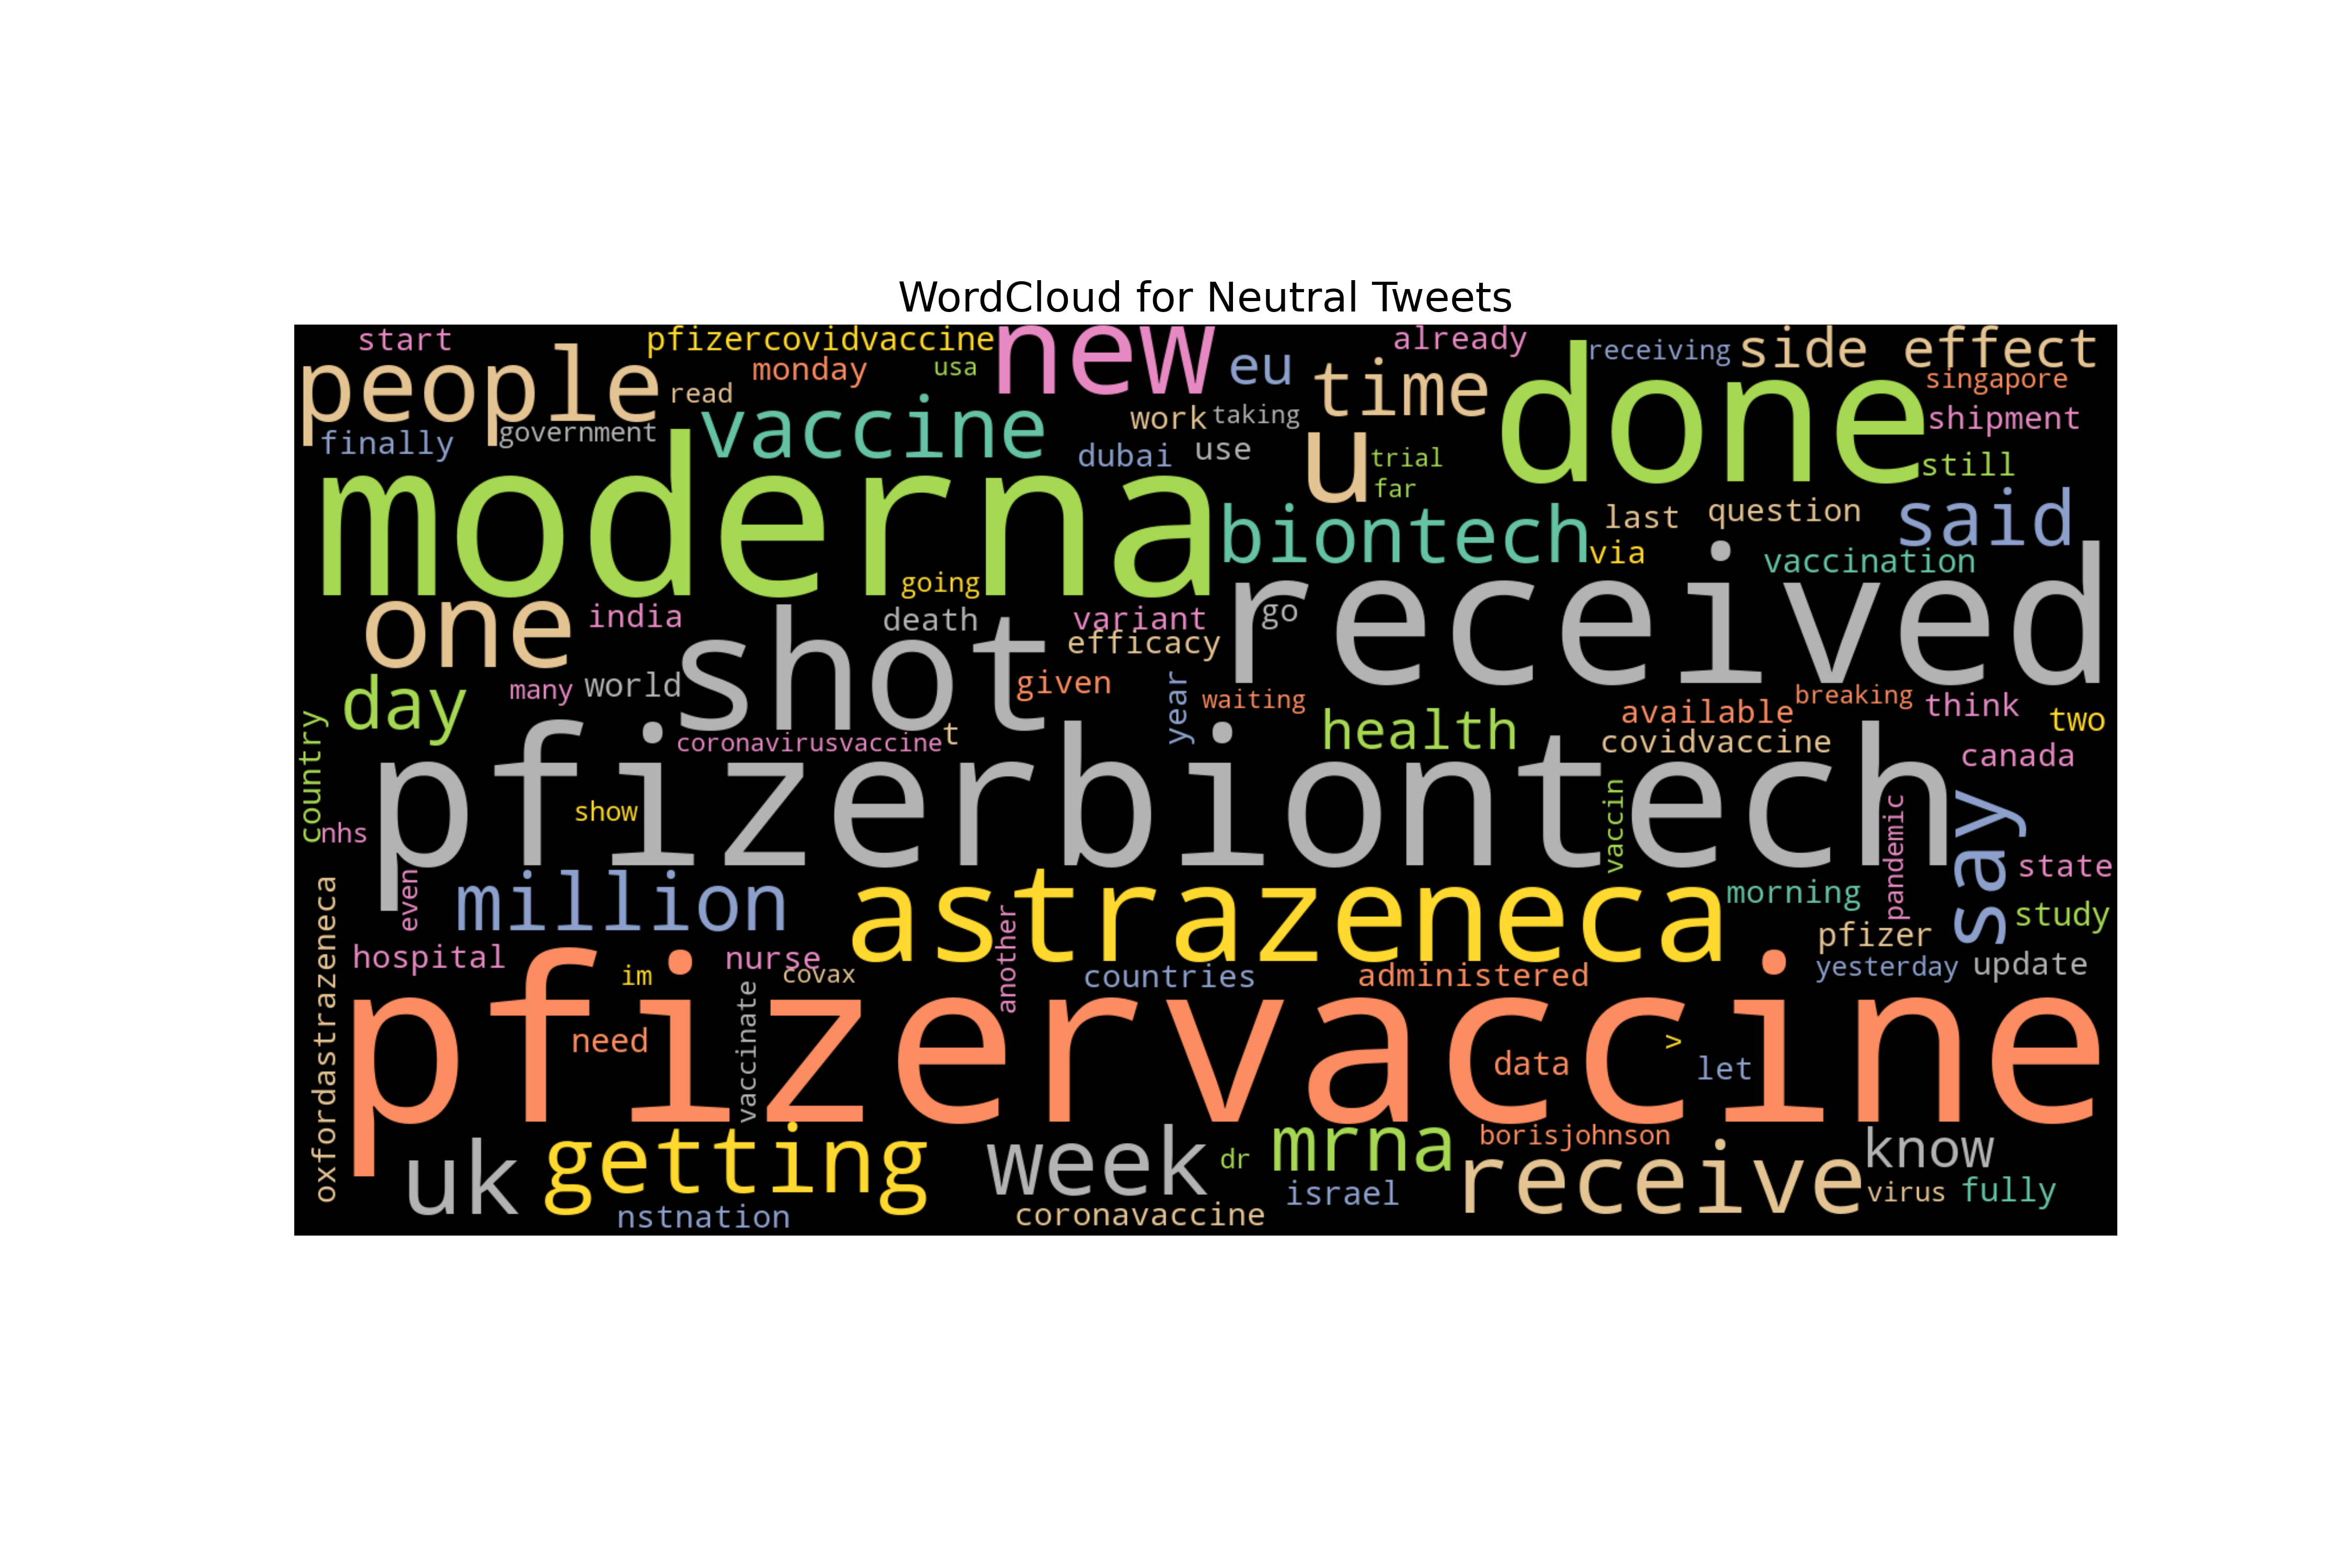 WordCloud for Neutral Tweets
start
pfizercovidvaccine
new
already
side effect
people
monday
usa
eu
time
done
receiving
singapore
read
work
taking
shipment
finally
government
vaccine
dubai
use
u
trial
still
far
moderna
biontech
last
question
said
via
vaccination
going
received
one
india
shot
death
variant
go
efficacy
day
many
world
given
year
waiting
available
breaking
think
two
country
coronavirusvaccine
t
health
covidvaccine
canada
pfizerbiontech
nhs
show
vaccin
pandemic
say
state
even
million
astrazeneca
morning
study
oxfordastrazeneca
hospital
nurse
another
pfizer
im
covax
countries
administered
yesterday
update
pfizervaccine
need
vaccinate
data
>
let
uk
getting
week
dr
mrna
borisjohnson
receive
know
israel
virus
fully
nstnation
coronavaccine